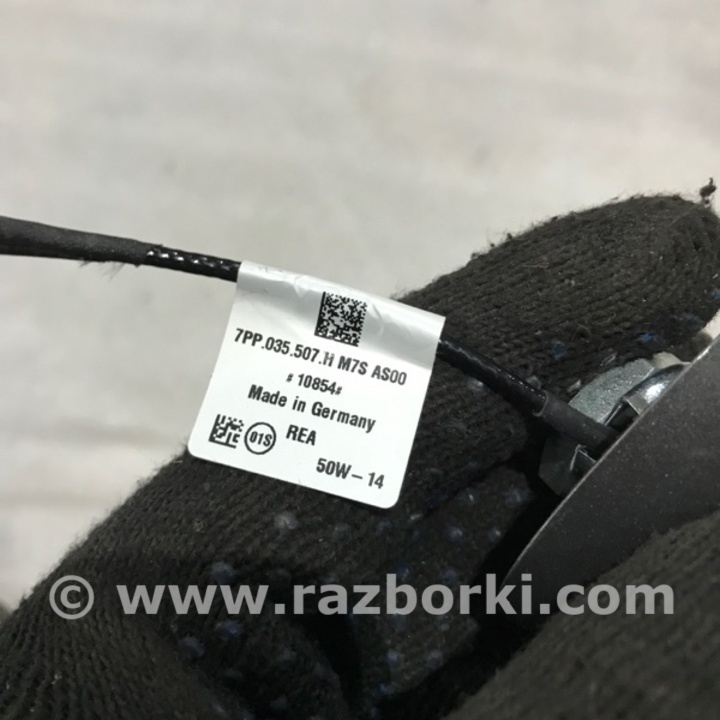 7PP.035.507.H M7S AS00
#10854#
Made in Germany
01S REA
50W-14
© www.razborki.com